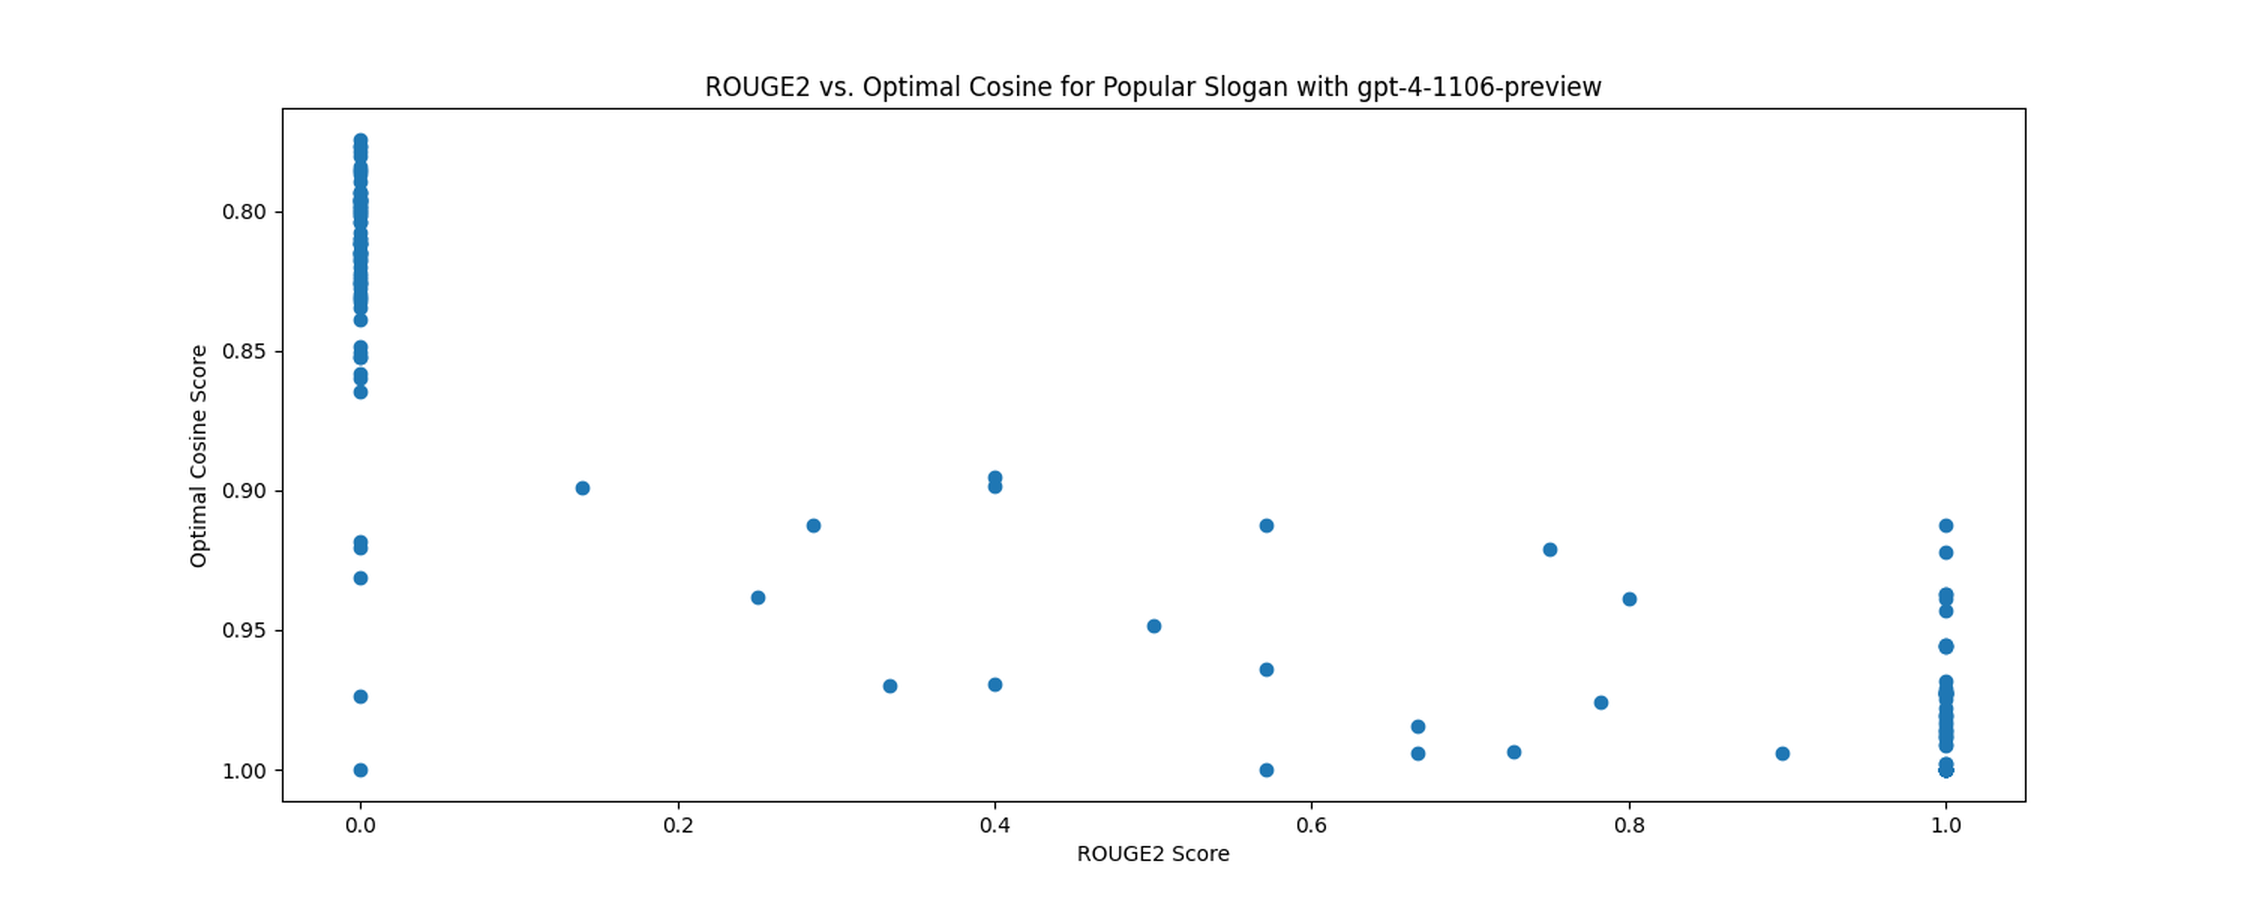 ROUGE2 vs. Optimal Cosine for Popular Slogan with gpt-4-1106-preview
Optimal Cosine Score
0.80
0.85
0.90
0.95
1.00
0.0 0.2 0.4 0.6 0.8 1.0
ROUGE2 Score